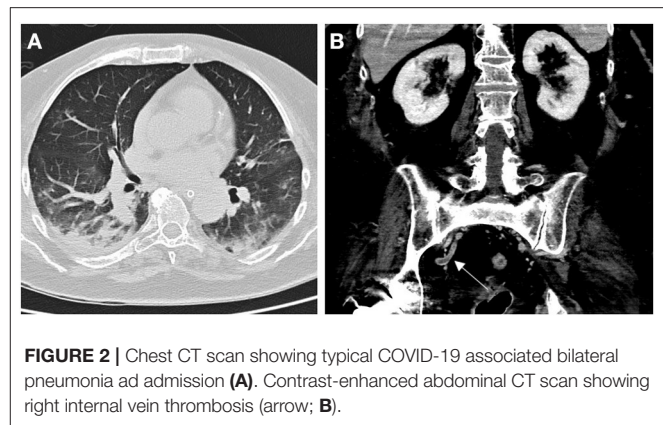 A
B
FIGURE 2 | Chest CT scan showing typical COVID-19 associated bilateral
pneumonia ad admission (A). Contrast-enhanced abdominal CT scan showing
right internal vein thrombosis (arrow; B).